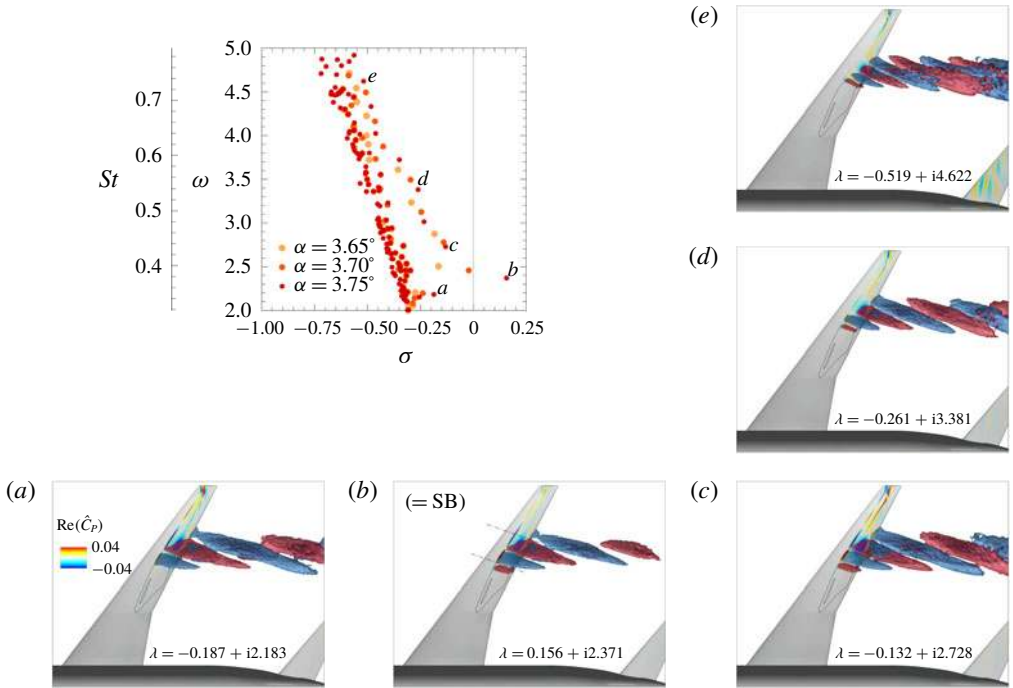 (e)
5.0
4.5
4.0
3.5
3.0
2.5
2.0
0.7
0.6
0.5
0.4
St
ω
e
d
c
b
a
α = 3.65°
α = 3.70°
α = 3.75°
−1.00
−0.75
−0.50
−0.25
0
0.25
σ
λ = −0.519 + i4.622
(d)
λ = −0.261 + i3.381
(a)
Re(Ĉ_P)
0.04
−0.04
λ = −0.187 + i2.183
(b)
(= SB)
λ = 0.156 + i2.371
(c)
λ = −0.132 + i2.728